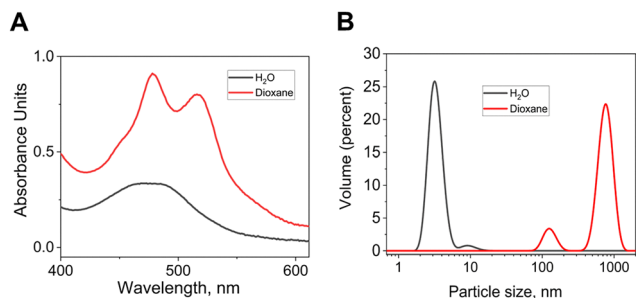 A
B
1.0
0.5
0.0
Absorbance Units
H₂O
Dioxane
400
500
600
Wavelength, nm
30
25
20
15
10
5
0
Volume (percent)
H₂O
Dioxane
1
10
100
1000
Particle size, nm